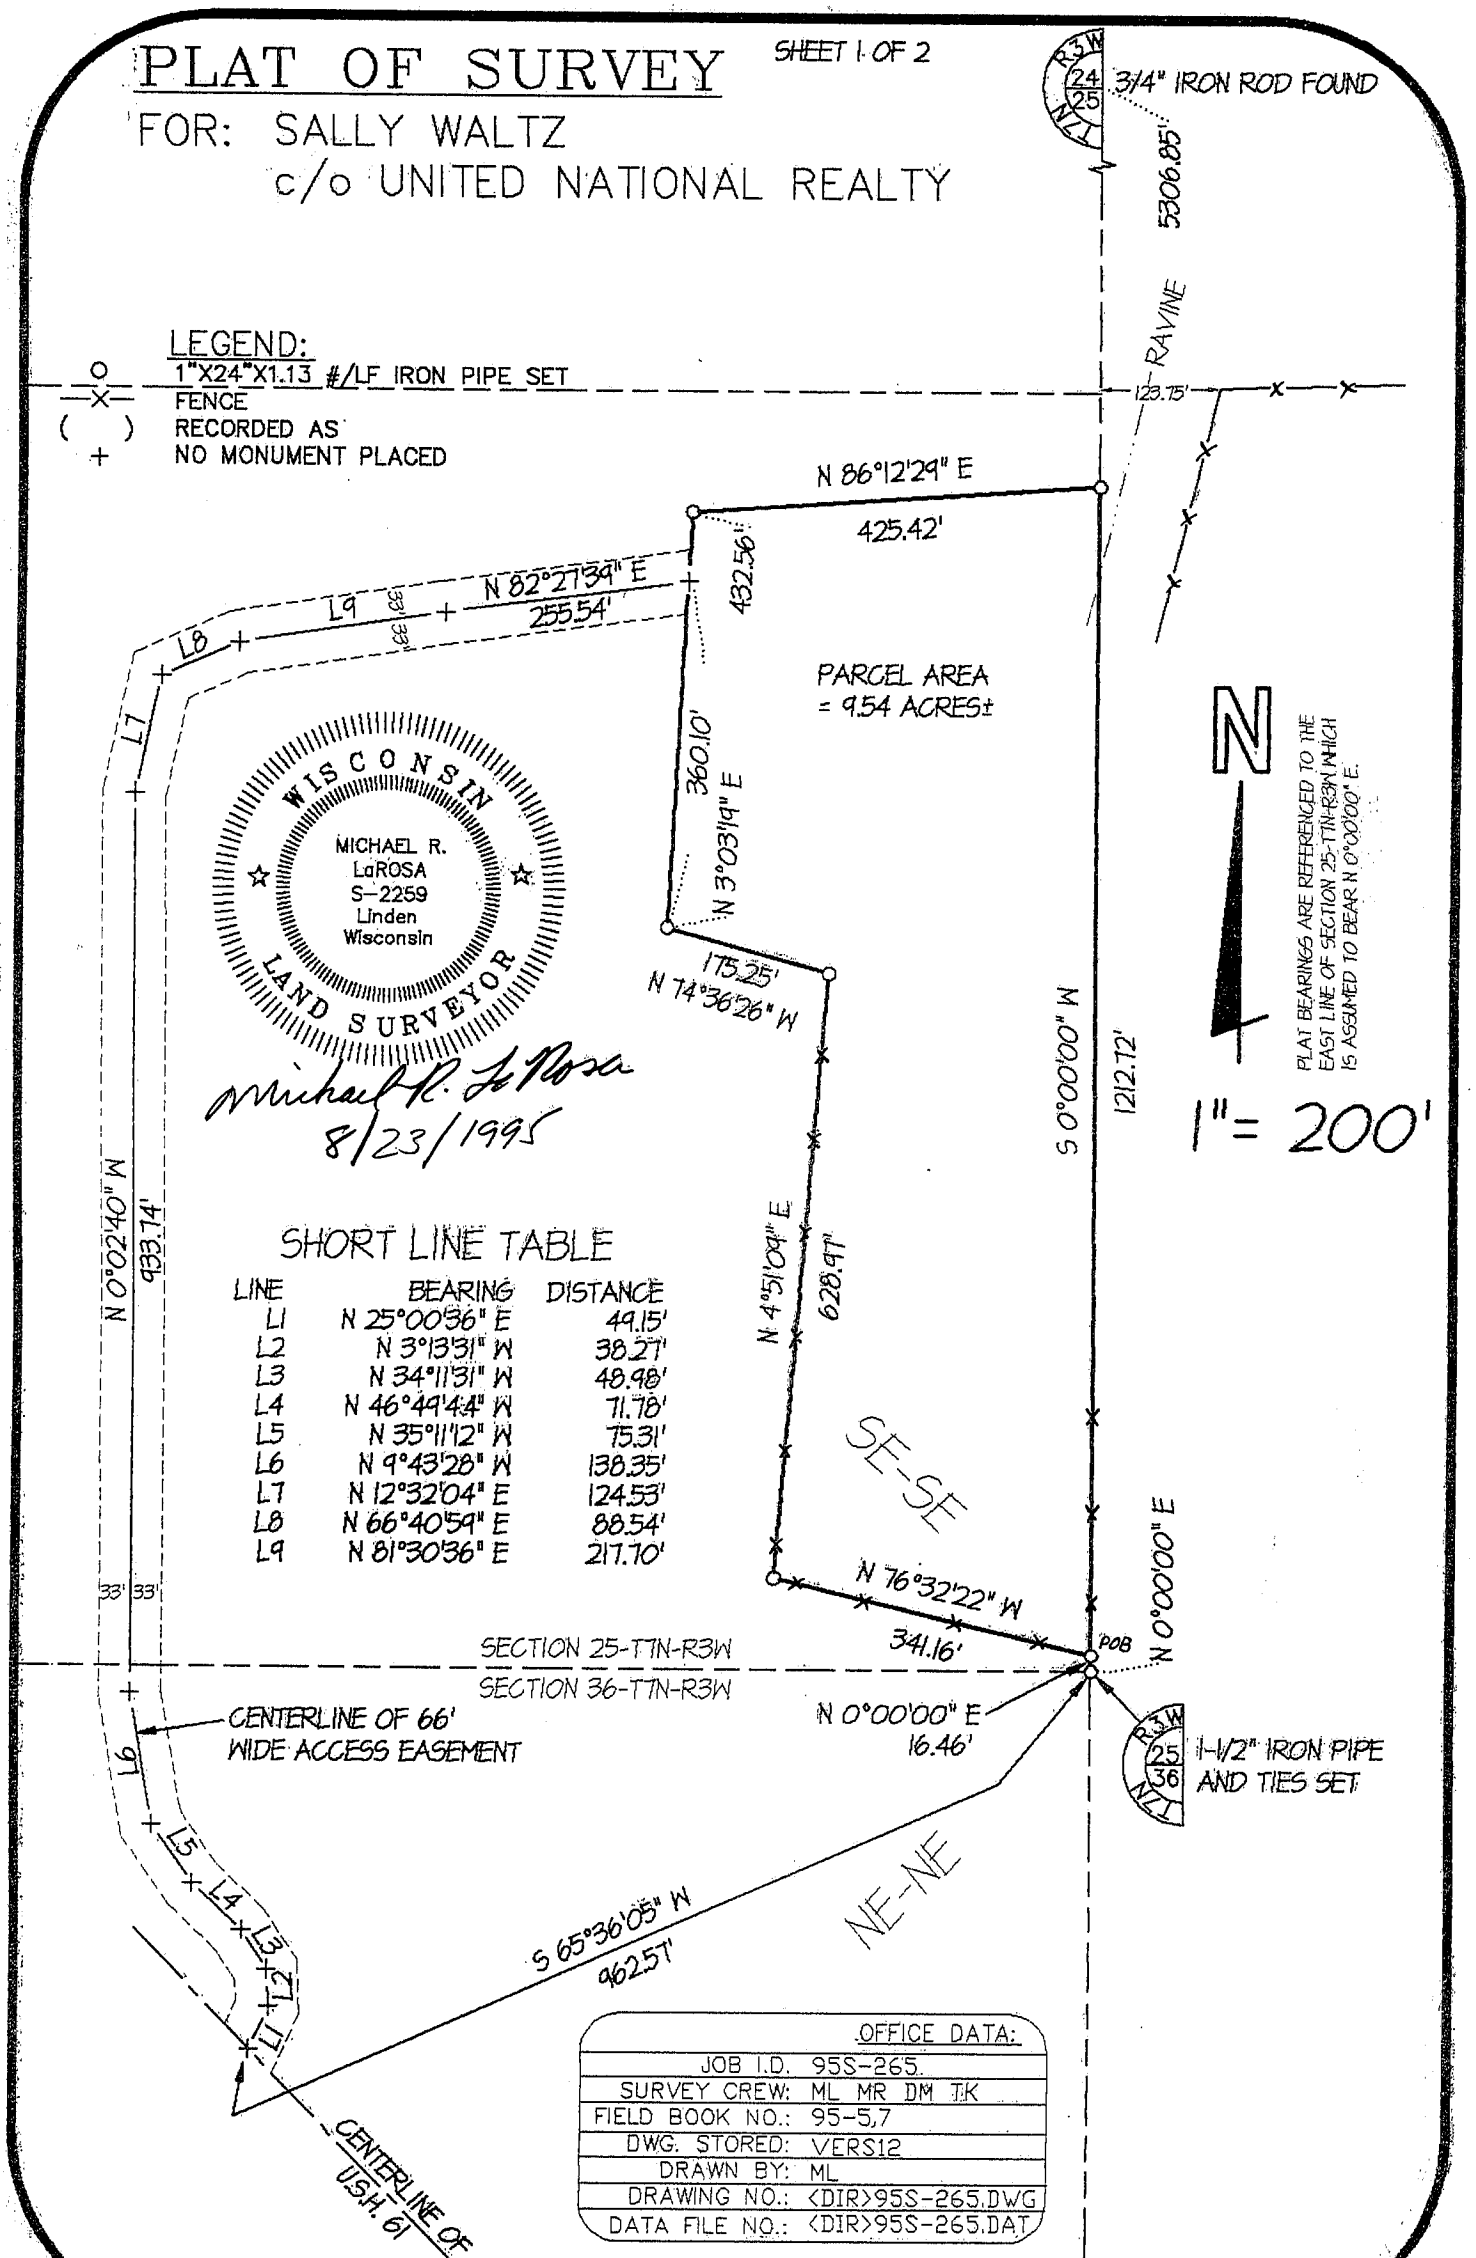 PLAT OF SURVEY
SHEET 1 OF 2
FOR: SALLY WALTZ
c/o UNITED NATIONAL REALTY
R3W
24
25
T7N
3/4" IRON ROD FOUND
5306.85'
RAVINE
123.75'
LEGEND:
1"X24"X1.13 #/LF IRON PIPE SET
FENCE
( ) RECORDED AS
+ NO MONUMENT PLACED
N 86°12'29" E
425.42'
432.56'
N 82°27'39" E
255.54'
L9
33'
33'
L8
L7
PARCEL AREA
= 9.54 ACRES±
360.10'
N 3°03'19" E
N
PLAT BEARINGS ARE REFERENCED TO THE
EAST LINE OF SECTION 25-T7N-R3W WHICH
IS ASSUMED TO BEAR N 0°00'00" E.
1"= 200'
WISCONSIN
MICHAEL R.
LaROSA
S-2259
Linden
Wisconsin
LAND SURVEYOR
Michael R. LaRosa
8/23/1995
175.25'
N 74°36'26" W
S 0°00'00" W
1212.72'
N 0°02'40" W
933.74'
N 4°51'09" E
628.97'
SHORT LINE TABLE
LINE BEARING DISTANCE
L1 N 25°00'36" E 49.15'
L2 N 3°13'31" W 38.27'
L3 N 34°11'31" W 48.98'
L4 N 46°49'44" W 71.78'
L5 N 35°11'12" W 75.31'
L6 N 9°43'28" W 138.35'
L7 N 12°32'04" E 124.53'
L8 N 66°40'59" E 88.54'
L9 N 81°30'36" E 217.70'
SE-SE
33' 33'
N 76°32'22" W
341.16'
POB
N 0°00'00" E
SECTION 25-T7N-R3W
SECTION 36-T7N-R3W
N 0°00'00" E
16.46'
CENTERLINE OF 66'
WIDE ACCESS EASEMENT
R3W
25
36
T7N
1-1/2" IRON PIPE
AND TIES SET
L6
L5
L4
L3
L2
L1
NE-NE
S 65°36'05" W
962.57'
CENTERLINE OF
U.S.H. 61
OFFICE DATA:
JOB I.D. 95S-265
SURVEY CREW: ML MR DM TK
FIELD BOOK NO.: 95-5,7
DWG. STORED: VERS12
DRAWN BY: ML
DRAWING NO.: <DIR>95S-265.DWG
DATA FILE NO.: <DIR>95S-265.DAT